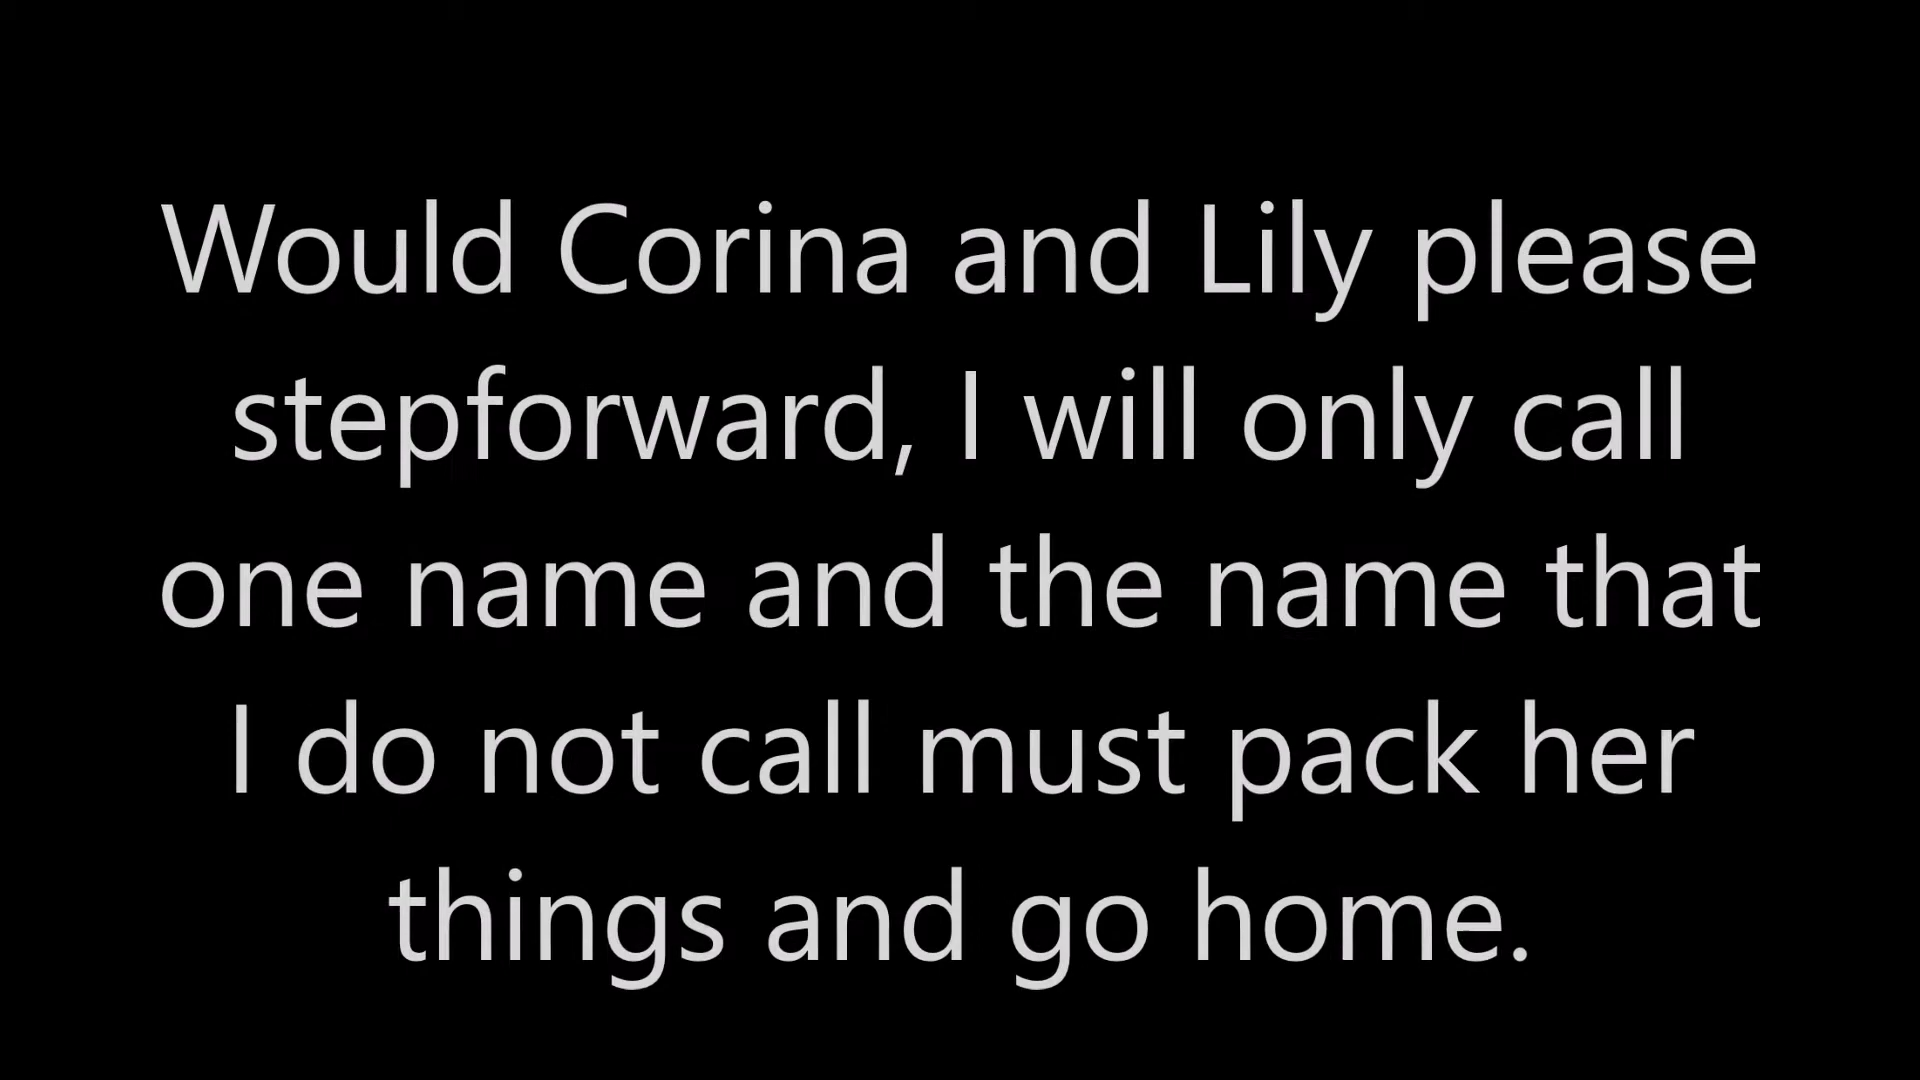 Would Corina and Lily please
stepforward, I will only call
one name and the name that
I do not call must pack her
things and go home.